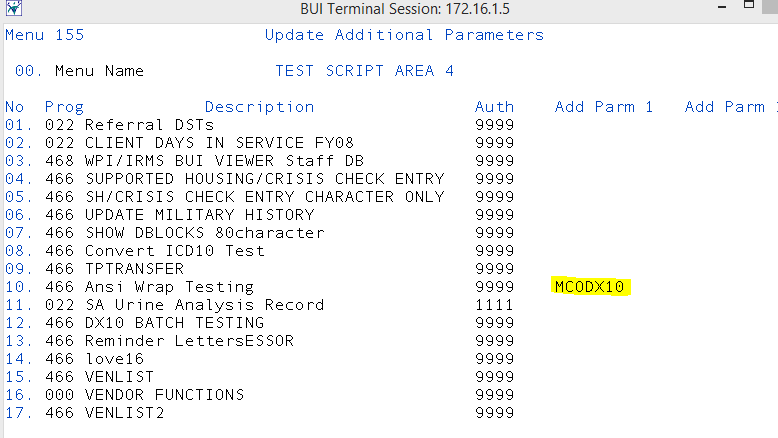 BUI Terminal Session: 172.16.1.5
Menu 155 Update Additional Parameters
00. Menu Name TEST SCRIPT AREA 4
No Prog Description Auth Add Parm 1 Add Parm
01. 022 Referral DSTs 9999
02. 022 CLIENT DAYS IN SERVICE FY08 9999
03. 468 WPI/IRMS BUI VIEWER Staff DB 9999
04. 466 SUPPORTED HOUSING/CRISIS CHECK ENTRY 9999
05. 466 SH/CRISIS CHECK ENTRY CHARACTER ONLY 9999
06. 466 UPDATE MILITARY HISTORY 9999
07. 466 SHOW DBLOCKS 80character 9999
08. 466 Convert ICD10 Test 9999
09. 466 TPTRANSFER 9999
10. 466 Ansi Wrap Testing 9999 MCODX10
11. 022 SA Urine Analysis Record 1111
12. 466 DX10 BATCH TESTING 9999
13. 466 Reminder LettersESSOR 9999
14. 466 love16 9999
15. 466 VENLIST 9999
16. 000 VENDOR FUNCTIONS 9999
17. 466 VENLIST2 9999